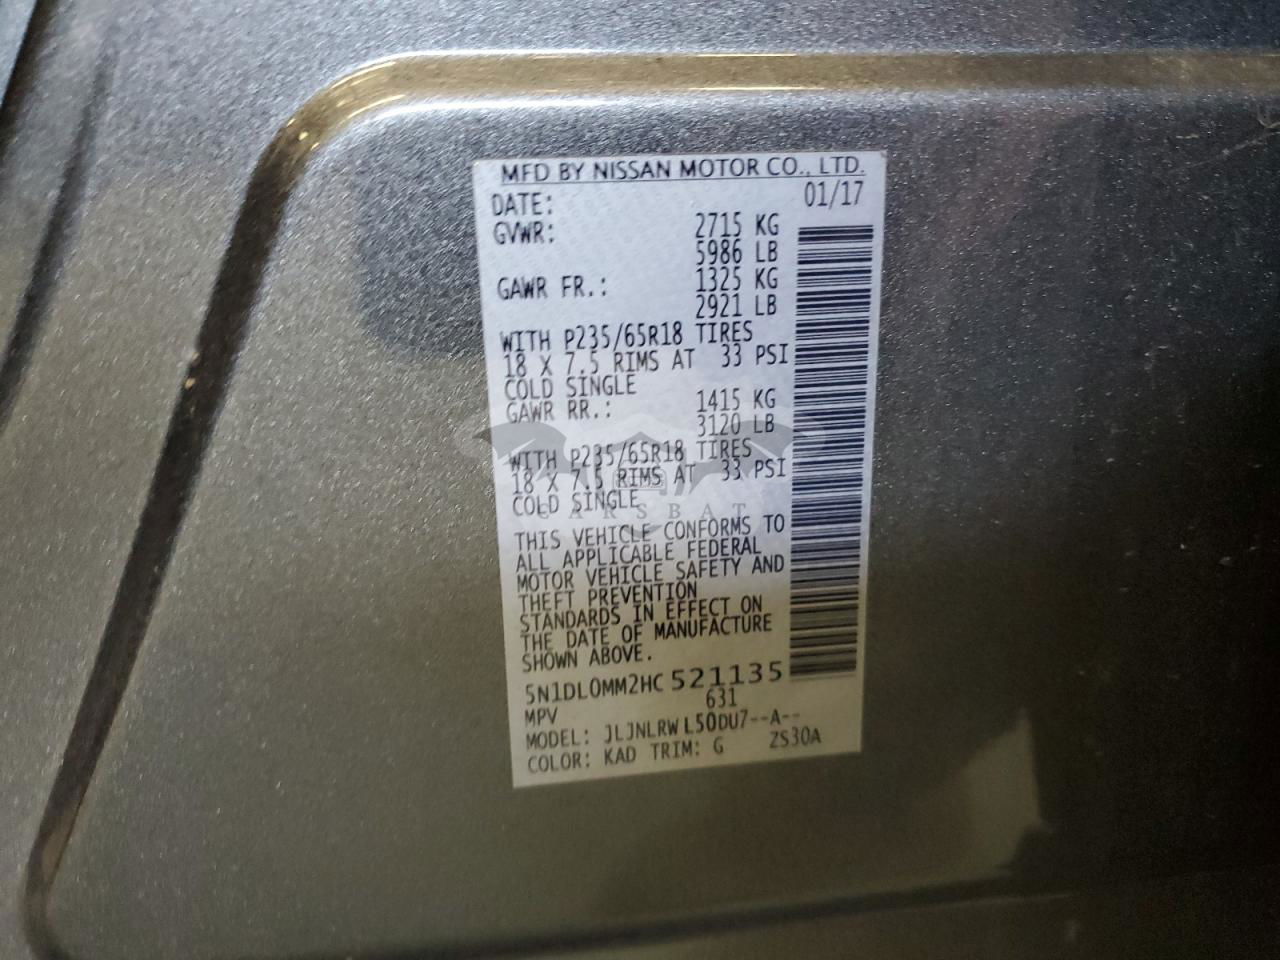 MFD BY NISSAN MOTOR CO., LTD.
DATE: 01/17
GVWR: 2715 KG
5986 LB
GAWR FR.: 1325 KG
2921 LB
WITH P235/65R18 TIRES
18 X 7.5 RIMS AT 33 PSI
COLD SINGLE
GAWR RR.: 1415 KG
3120 LB
WITH P235/65R18 TIRES
18 X 7.5 RIMS AT 33 PSI
COLD SINGLE
CARSBAT
THIS VEHICLE CONFORMS TO
ALL APPLICABLE FEDERAL
MOTOR VEHICLE SAFETY AND
THEFT PREVENTION
STANDARDS IN EFFECT ON
THE DATE OF MANUFACTURE
SHOWN ABOVE.
5N1DL0MM2HC 521135
MPV 631
MODEL: JLJNLRW L50DU7--A--
COLOR: KAD TRIM: G ZS30A